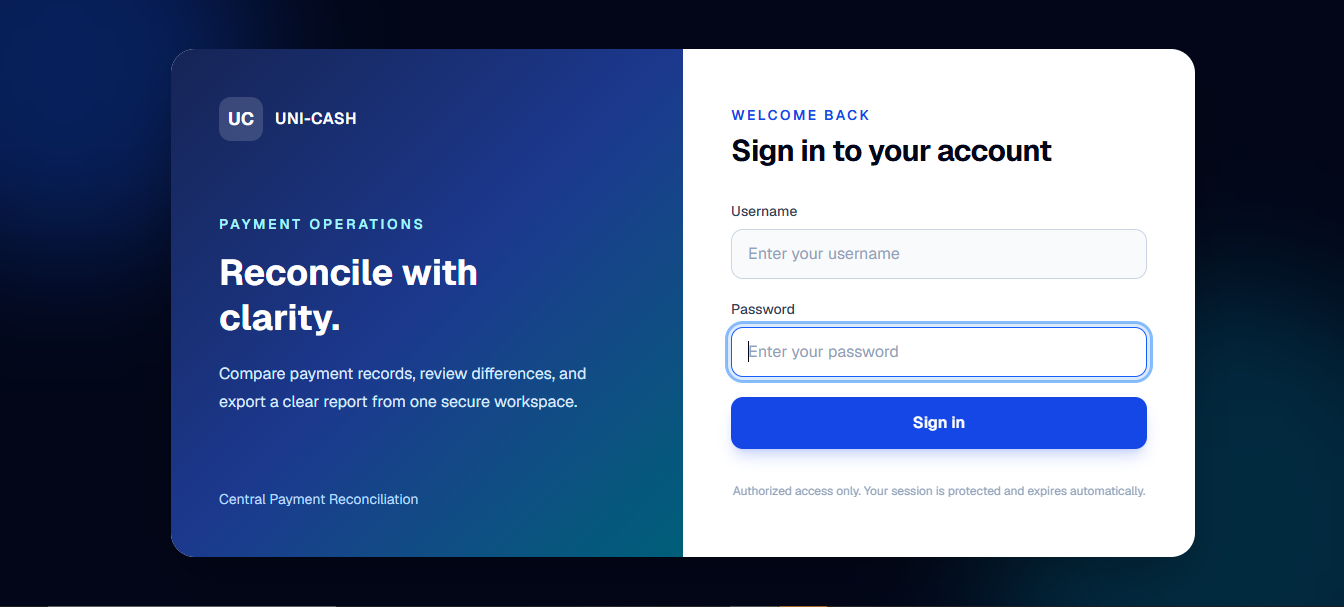 UC UNI-CASH
PAYMENT OPERATIONS
Reconcile with
clarity.
Compare payment records, review differences, and
export a clear report from one secure workspace.
Central Payment Reconciliation
WELCOME BACK
Sign in to your account
Username
Enter your username
Password
Enter your password
Sign in
Authorized access only. Your session is protected and expires automatically.